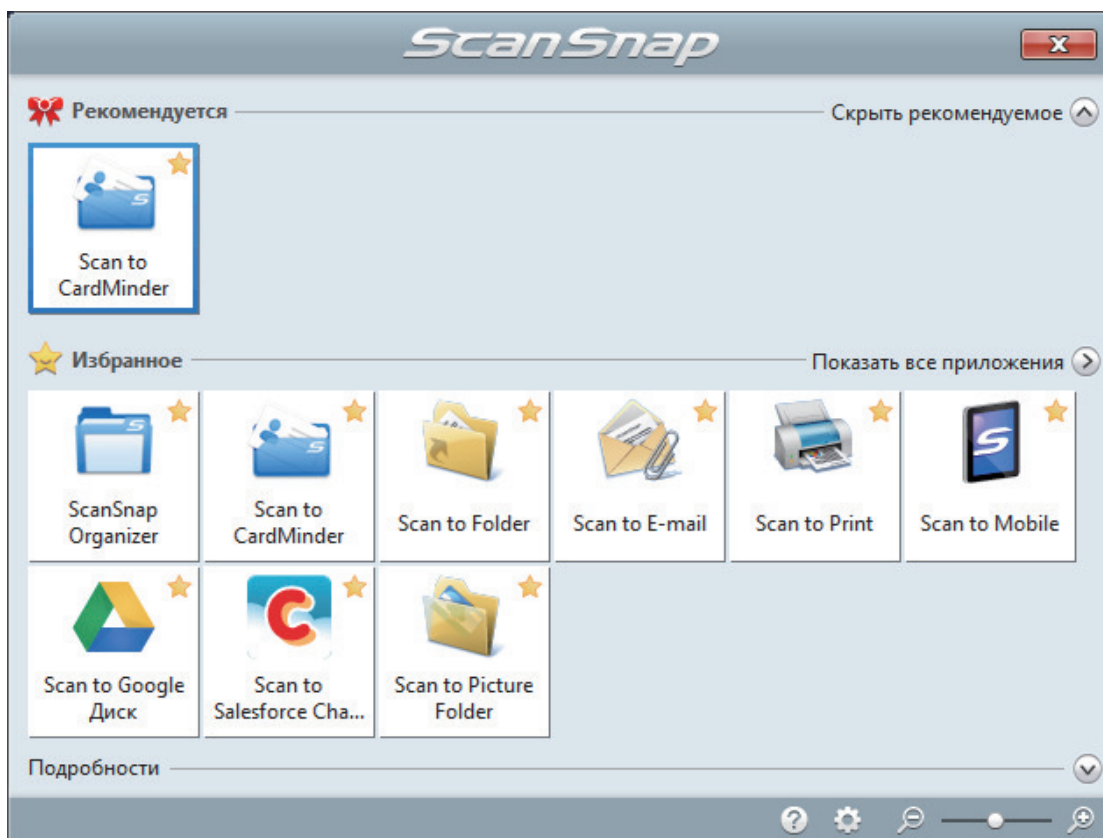 ScanSnap
Рекомендуется
Скрыть рекомендуемое
Scan to
CardMinder
Избранное
Показать все приложения
ScanSnap
Organizer
Scan to
CardMinder
Scan to Folder
Scan to E-mail
Scan to Print
Scan to Mobile
Scan to Google
Диск
Scan to
Salesforce Cha...
Scan to Picture
Folder
Подробности